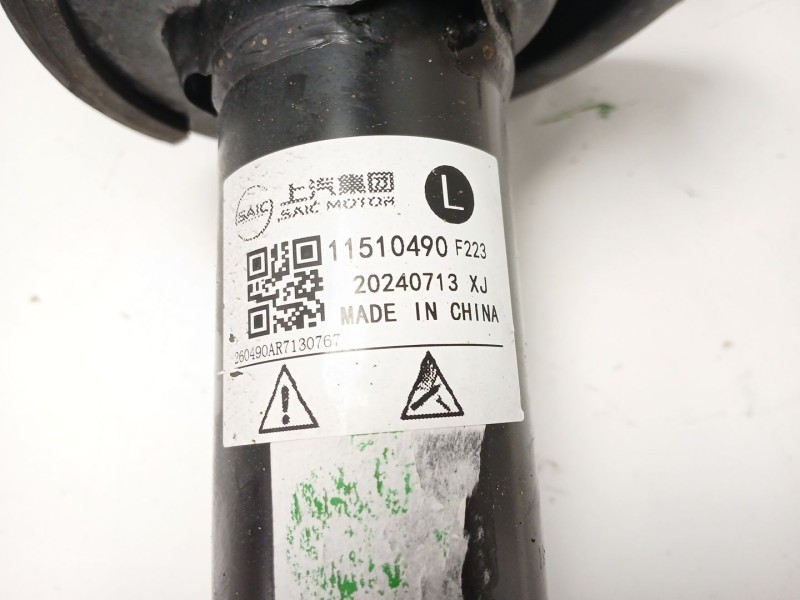 SAIC 上汽集团 L
SAIC MOTOR
11510490 F223
20240713 XJ
MADE IN CHINA
260490AR7130767